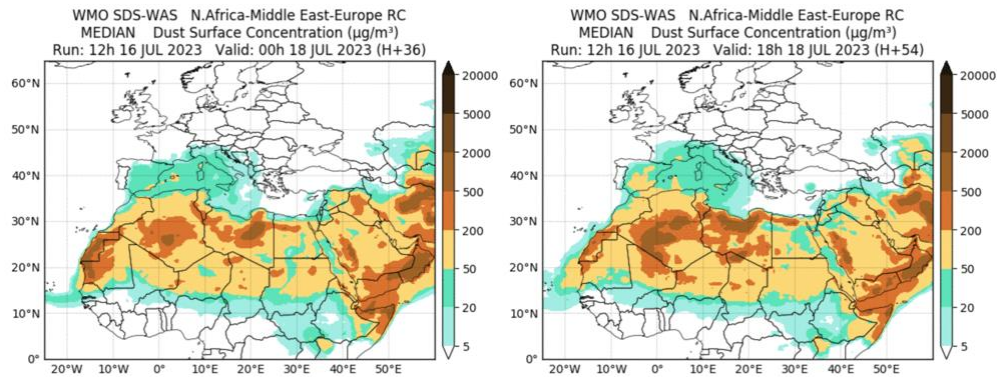 WMO SDS-WAS N.Africa-Middle East-Europe RC
MEDIAN Dust Surface Concentration (µg/m³)
Run: 12h 16 JUL 2023 Valid: 00h 18 JUL 2023 (H+36)
60°N
50°N
40°N
30°N
20°N
10°N
0°
20°W 10°W 0° 10°E 20°E 30°E 40°E 50°E
20000
5000
2000
500
200
50
20
5
WMO SDS-WAS N.Africa-Middle East-Europe RC
MEDIAN Dust Surface Concentration (µg/m³)
Run: 12h 16 JUL 2023 Valid: 18h 18 JUL 2023 (H+54)
60°N
50°N
40°N
30°N
20°N
10°N
0°
20°W 10°W 0° 10°E 20°E 30°E 40°E 50°E
20000
5000
2000
500
200
50
20
5